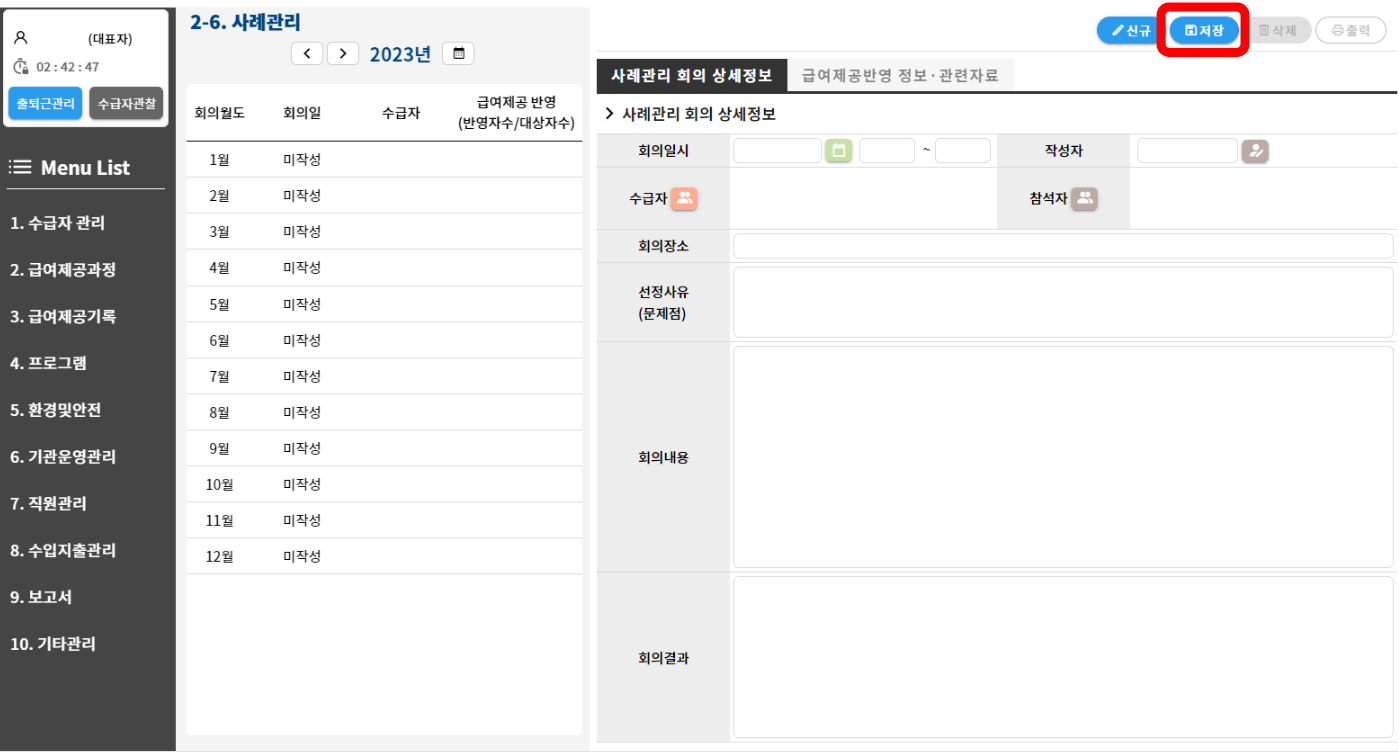 (대표자)
02:42:47
출퇴근관리 수급자관찰
Menu List
1. 수급자 관리
2. 급여제공과정
3. 급여제공기록
4. 프로그램
5. 환경및안전
6. 기관운영관리
7. 직원관리
8. 수입지출관리
9. 보고서
10. 기타관리
2-6. 사례관리
2023년
회의월도 회의일 수급자 급여제공 반영
(반영자수/대상자수)
1월 미작성
2월 미작성
3월 미작성
4월 미작성
5월 미작성
6월 미작성
7월 미작성
8월 미작성
9월 미작성
10월 미작성
11월 미작성
12월 미작성
신규 저장 삭제 출력
사례관리 회의 상세정보 급여제공반영 정보·관련자료
> 사례관리 회의 상세정보
회의일시 ~ 작성자
수급자 참석자
회의장소
선정사유
(문제점)
회의내용
회의결과